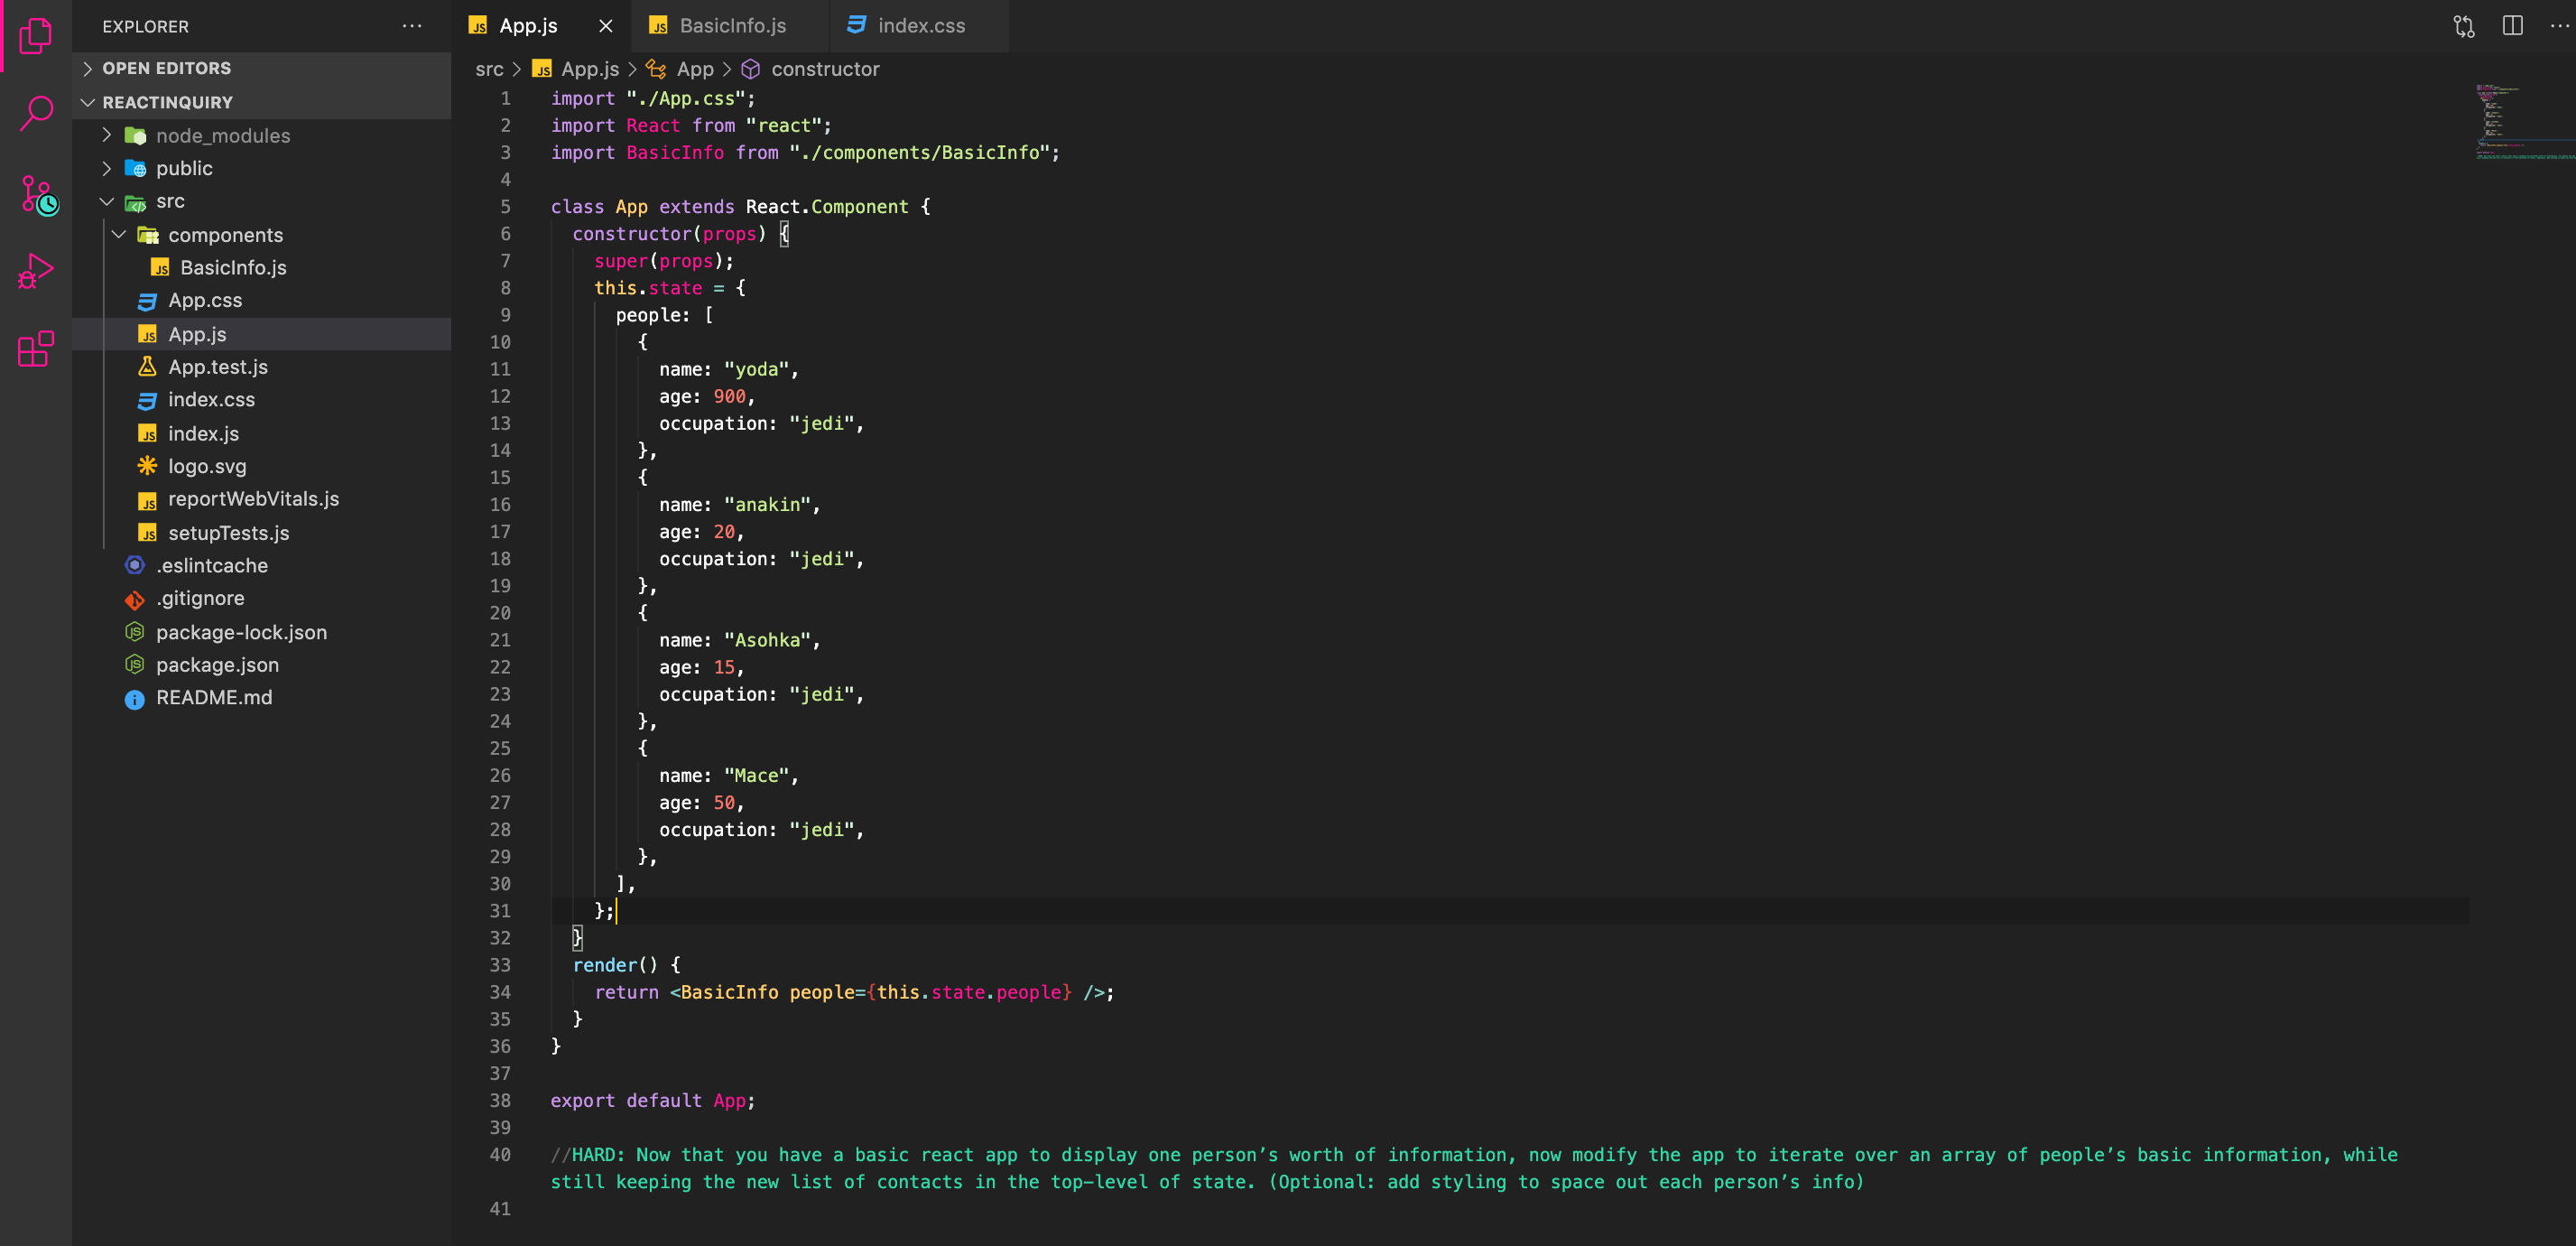 EXPLORER
OPEN EDITORS
REACTINQUIRY
node_modules
public
src
components
BasicInfo.js
App.css
App.js
App.test.js
index.css
index.js
logo.svg
reportWebVitals.js
setupTests.js
.eslintcache
.gitignore
package-lock.json
package.json
README.md
App.js
BasicInfo.js
index.css
src > App.js > App > constructor
1 import "./App.css";
2 import React from "react";
3 import BasicInfo from "./components/BasicInfo";
4
5 class App extends React.Component {
6   constructor(props) {
7     super(props);
8     this.state = {
9       people: [
10         {
11           name: "yoda",
12           age: 900,
13           occupation: "jedi",
14         },
15         {
16           name: "anakin",
17           age: 20,
18           occupation: "jedi",
19         },
20         {
21           name: "Asohka",
22           age: 15,
23           occupation: "jedi",
24         },
25         {
26           name: "Mace",
27           age: 50,
28           occupation: "jedi",
29         },
30       ],
31     };
32   }
33   render() {
34     return <BasicInfo people={this.state.people} />;
35   }
36 }
37
38 export default App;
39
40 //HARD: Now that you have a basic react app to display one person’s worth of information, now modify the app to iterate over an array of people’s basic information, while
still keeping the new list of contacts in the top-level of state. (Optional: add styling to space out each person’s info)
41